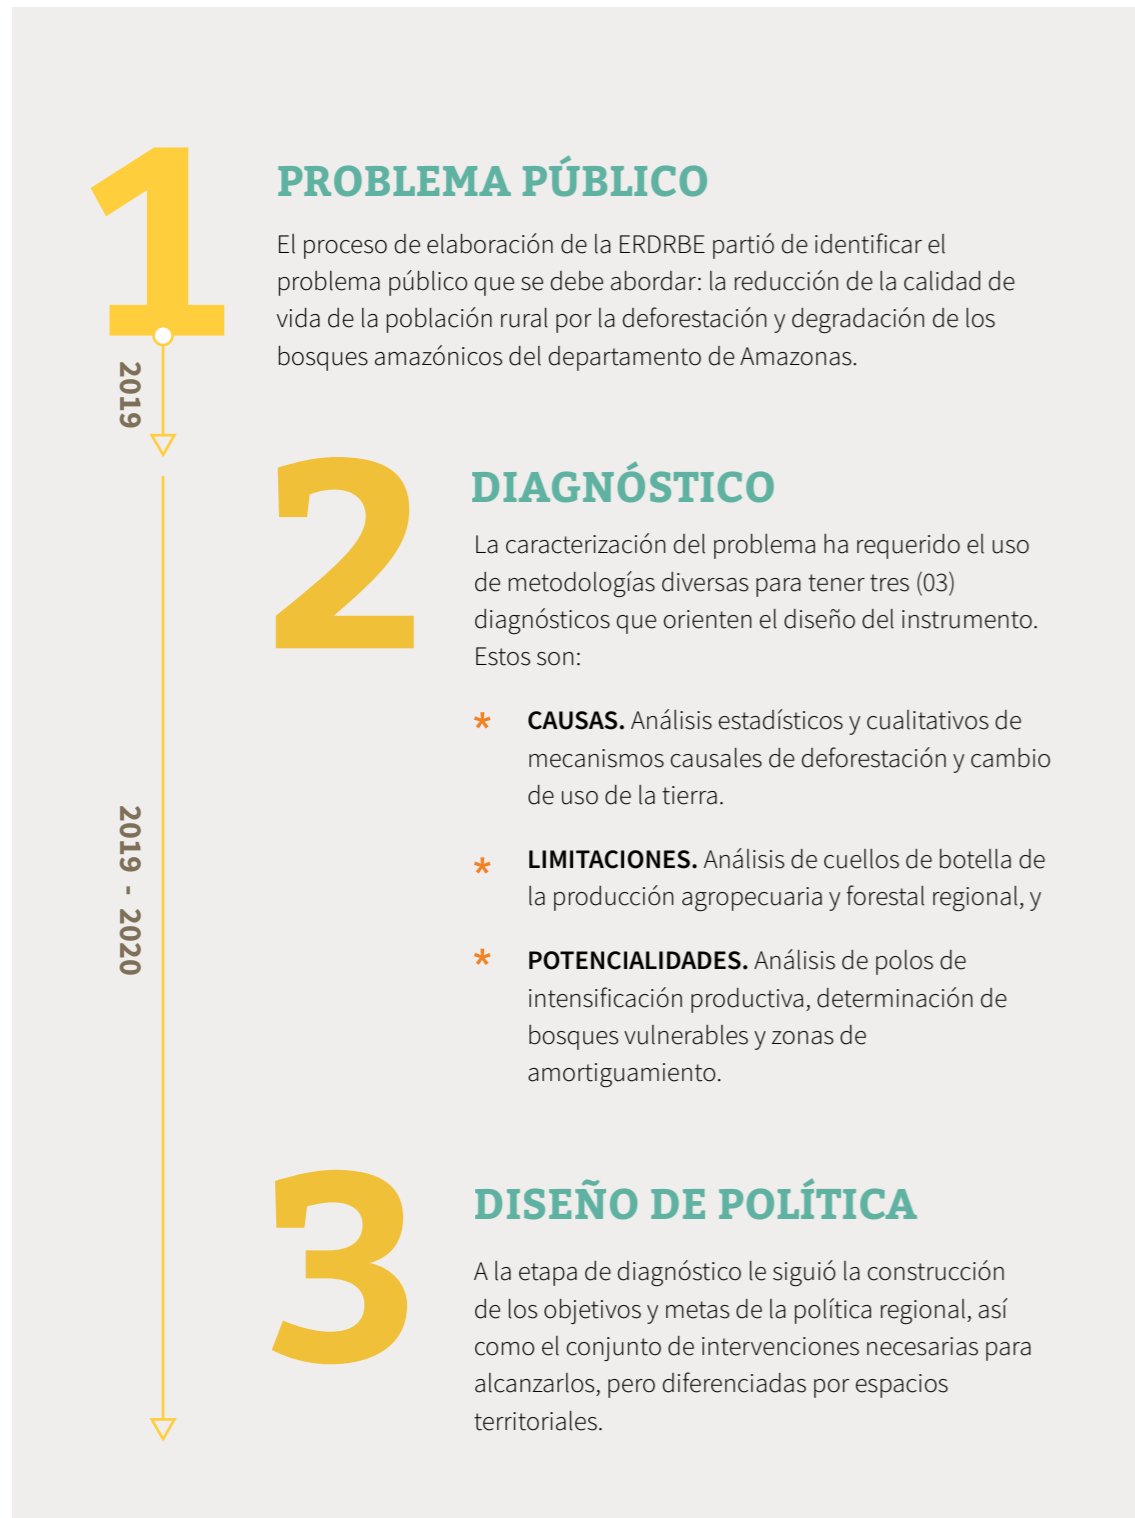 1
PROBLEMA PÚBLICO
El proceso de elaboración de la ERDRBE partió de identificar el
problema público que se debe abordar: la reducción de la calidad de
vida de la población rural por la deforestación y degradación de los
bosques amazónicos del departamento de Amazonas.
2019
2
DIAGNÓSTICO
La caracterización del problema ha requerido el uso
de metodologías diversas para tener tres (03)
diagnósticos que orienten el diseño del instrumento.
Estos son:
* CAUSAS. Análisis estadísticos y cualitativos de
mecanismos causales de deforestación y cambio
de uso de la tierra.
* LIMITACIONES. Análisis de cuellos de botella de
la producción agropecuaria y forestal regional, y
* POTENCIALIDADES. Análisis de polos de
intensificación productiva, determinación de
bosques vulnerables y zonas de
amortiguamiento.
2019 - 2020
3
DISEÑO DE POLÍTICA
A la etapa de diagnóstico le siguió la construcción
de los objetivos y metas de la política regional, así
como el conjunto de intervenciones necesarias para
alcanzarlos, pero diferenciadas por espacios
territoriales.